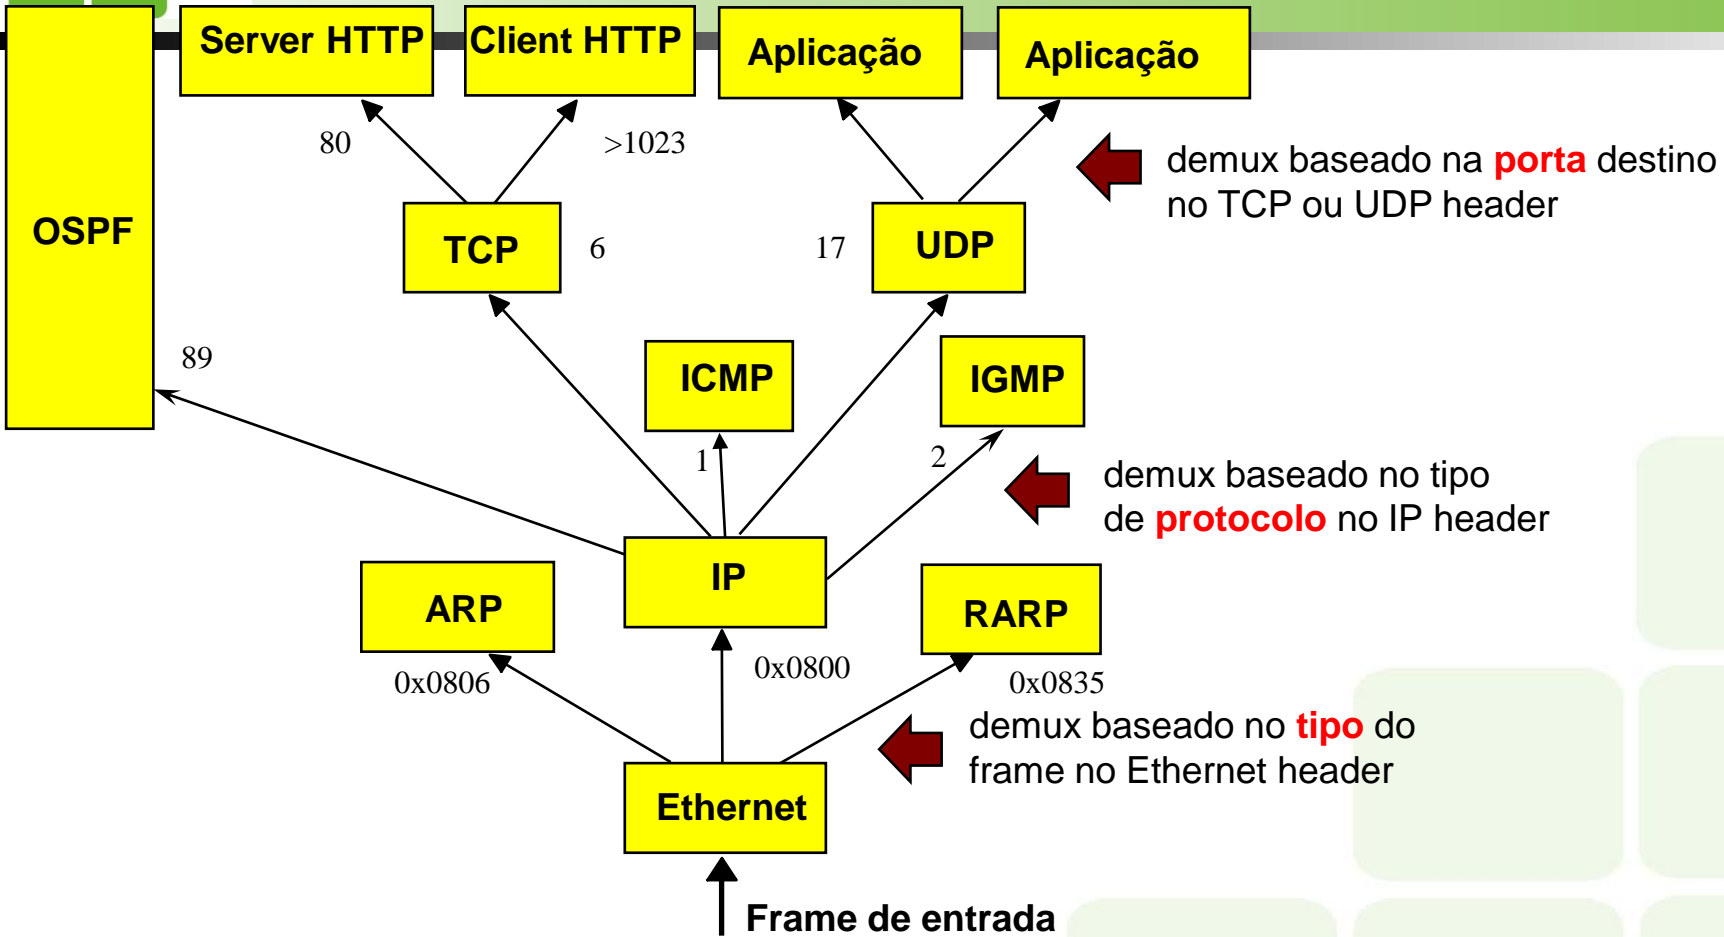 Server HTTP
Client HTTP
Aplicação
Aplicação
80
>1023
demux baseado na porta destino
no TCP ou UDP header
OSPF
TCP
6
17
UDP
89
ICMP
IGMP
1
2
demux baseado no tipo
de protocolo no IP header
IP
ARP
RARP
0x0806
0x0800
0x0835
demux baseado no tipo do
frame no Ethernet header
Ethernet
Frame de entrada